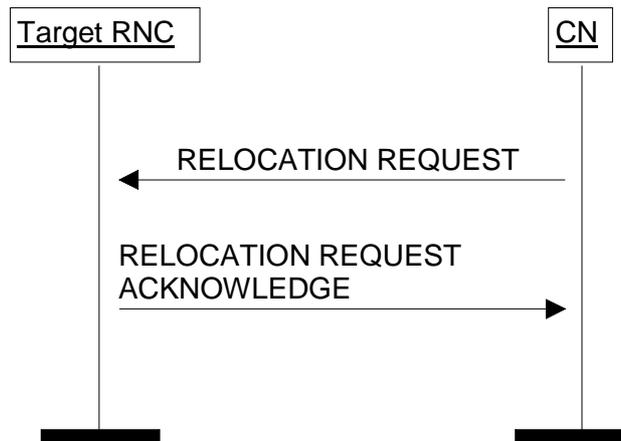 Target RNC
CN
RELOCATION REQUEST
RELOCATION REQUEST
ACKNOWLEDGE